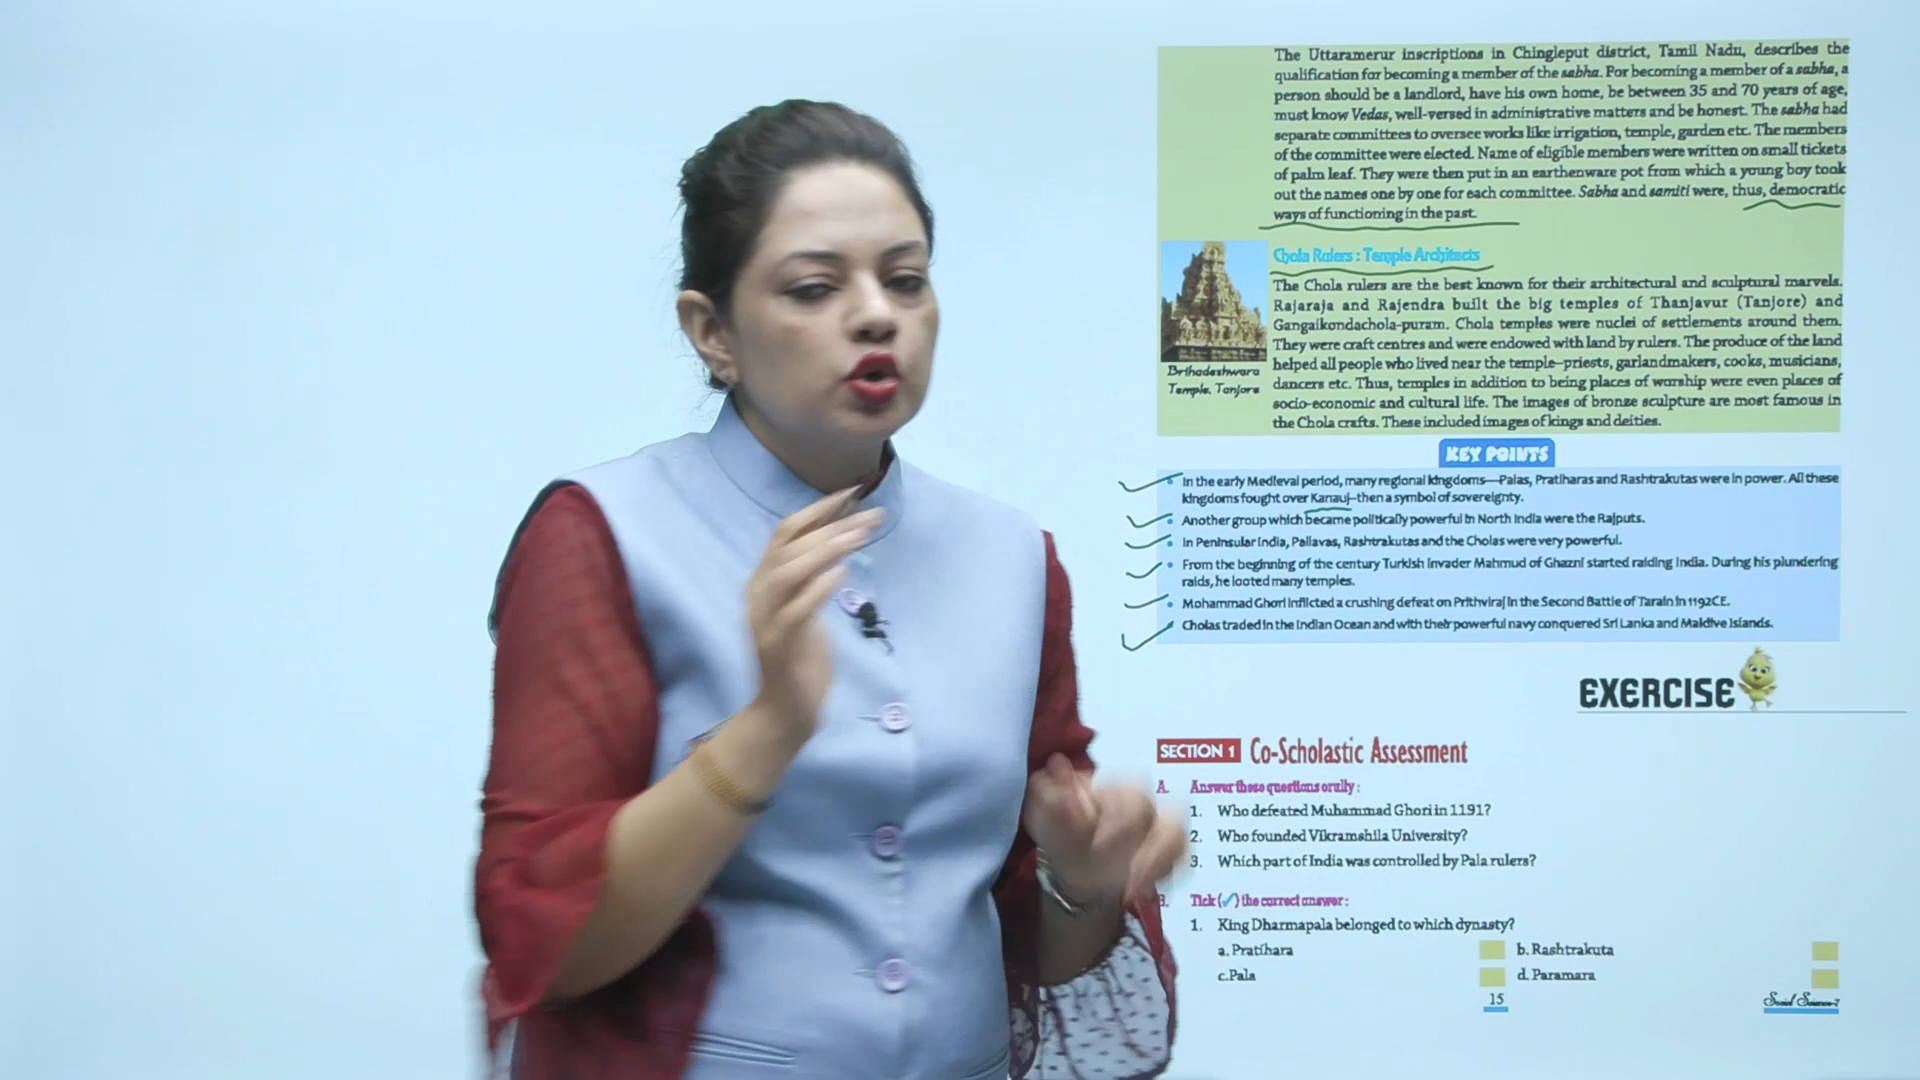 The Uttaramerur inscriptions in Chingleput district, Tamil Nadu, describes the
qualification for becoming a member of the sabha. For becoming a member of a sabha, a
person should be a landlord, have his own home, be between 35 and 70 years of age,
must know Vedas, well-versed in administrative matters and be honest. The sabha had
separate committees to oversee works like irrigation, temple, garden etc. The members
of the committee were elected. Name of eligible members were written on small tickets
of palm leaf. They were then put in an earthenware pot from which a young boy took
out the names one by one for each committee. Sabha and samiti were, thus, democratic
ways of functioning in the past.
Chola Rulers : Temple Architects
The Chola rulers are the best known for their architectural and sculptural marvels.
Rajaraja and Rajendra built the big temples of Thanjavur (Tanjore) and
Gangaikondachola-puram. Chola temples were nuclei of settlements around them.
They were craft centres and were endowed with land by rulers. The produce of the land
helped all people who lived near the temple–priests, garlandmakers, cooks, musicians,
dancers etc. Thus, temples in addition to being places of worship were even places of
socio-economic and cultural life. The images of bronze sculpture are most famous in
the Chola crafts. These included images of kings and deities.
Brihadeshwara
Temple, Tanjore
KEY POINTS
• In the early Medieval period, many regional kingdoms—Palas, Pratiharas and Rashtrakutas were in power. All these
kingdoms fought over Kanauj–then a symbol of sovereignty.
• Another group which became politically powerful in North India were the Rajputs.
• In Peninsular India, Pallavas, Rashtrakutas and the Cholas were very powerful.
• From the beginning of the century Turkish invader Mahmud of Ghazni started raiding India. During his plundering
raids, he looted many temples.
• Mohammad Ghori inflicted a crushing defeat on Prithviraj in the Second Battle of Tarain in 1192CE.
• Cholas traded in the Indian Ocean and with their powerful navy conquered Sri Lanka and Maldive Islands.
EXERCISE
SECTION 1 Co-Scholastic Assessment
A. Answer these questions orally :
1. Who defeated Muhammad Ghori in 1191?
2. Who founded Vikramshila University?
3. Which part of India was controlled by Pala rulers?
B. Tick (✓) the correct answer :
1. King Dharmapala belonged to which dynasty?
a. Pratihara b. Rashtrakuta
c. Pala d. Paramara
15
Social Science-7